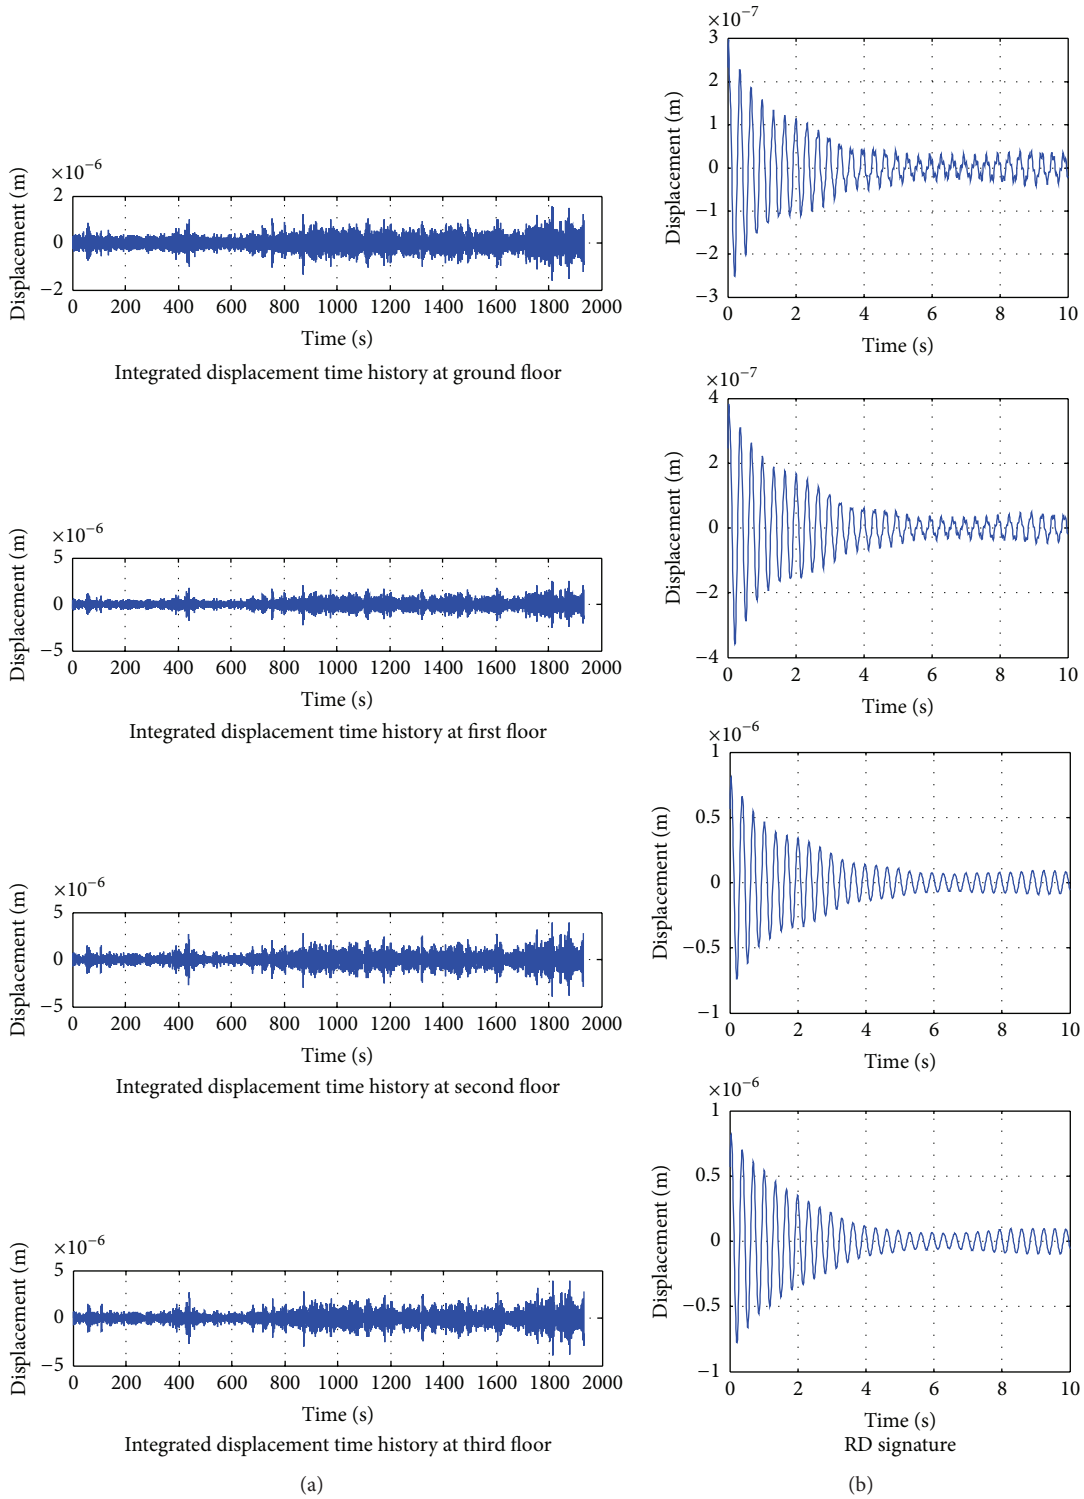 ×10⁻⁶
Displacement (m)
2
0
−2
0 200 400 600 800 1000 1200 1400 1600 1800 2000
Time (s)
Integrated displacement time history at ground floor
×10⁻⁷
Displacement (m)
3
2
1
0
−1
−2
−3
0 2 4 6 8 10
Time (s)
×10⁻⁶
Displacement (m)
5
0
−5
0 200 400 600 800 1000 1200 1400 1600 1800 2000
Time (s)
Integrated displacement time history at first floor
×10⁻⁷
Displacement (m)
4
2
0
−2
−4
0 2 4 6 8 10
Time (s)
×10⁻⁶
Displacement (m)
5
0
−5
0 200 400 600 800 1000 1200 1400 1600 1800 2000
Time (s)
Integrated displacement time history at second floor
×10⁻⁶
Displacement (m)
1
0.5
0
−0.5
−1
0 2 4 6 8 10
Time (s)
×10⁻⁶
Displacement (m)
5
0
−5
0 200 400 600 800 1000 1200 1400 1600 1800 2000
Time (s)
Integrated displacement time history at third floor
(a)
×10⁻⁶
Displacement (m)
1
0.5
0
−0.5
−1
0 2 4 6 8 10
Time (s)
RD signature
(b)